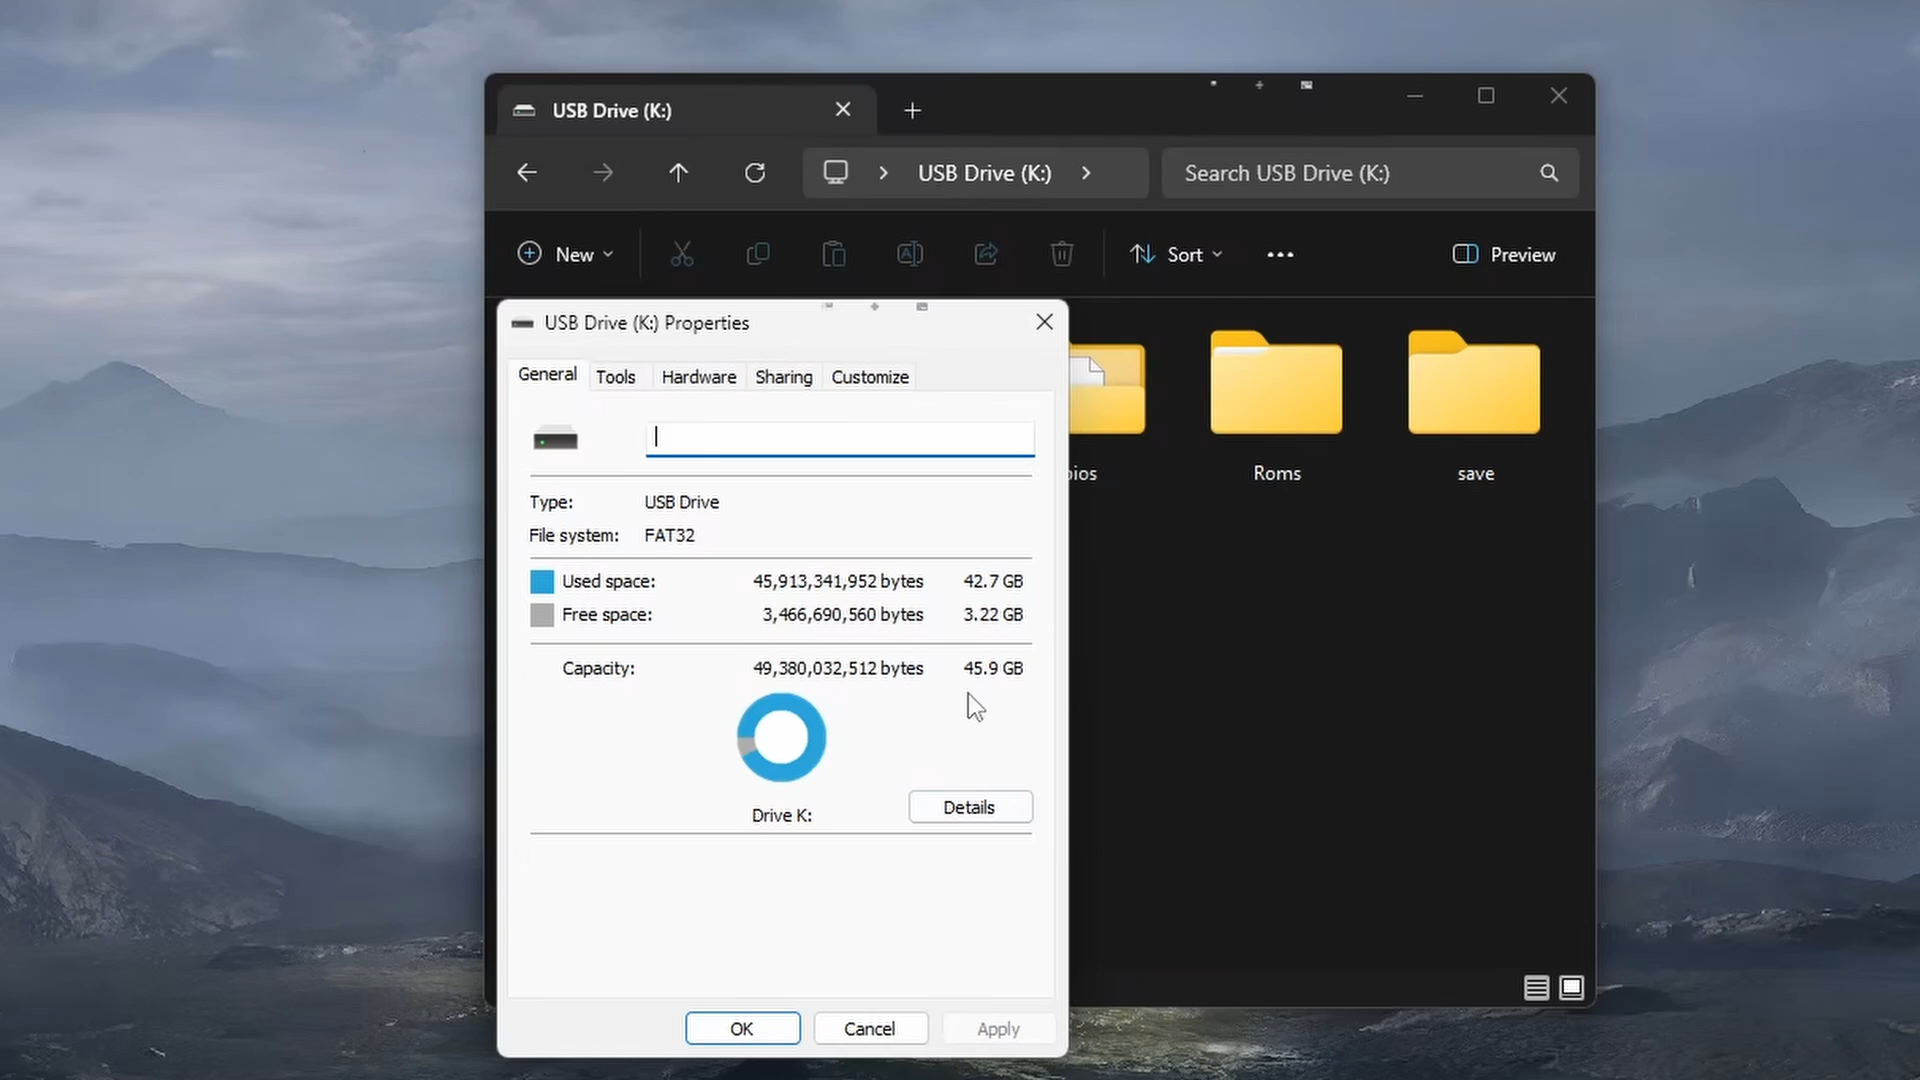 USB Drive (K:)
USB Drive (K:)
Search USB Drive (K:)
New
Sort
Preview
USB Drive (K:) Properties
General Tools Hardware Sharing Customize
Type: USB Drive
File system: FAT32
Used space: 45,913,341,952 bytes 42.7 GB
Free space: 3,466,690,560 bytes 3.22 GB
Capacity: 49,380,032,512 bytes 45.9 GB
Drive K:
Details
OK Cancel Apply
Roms
save